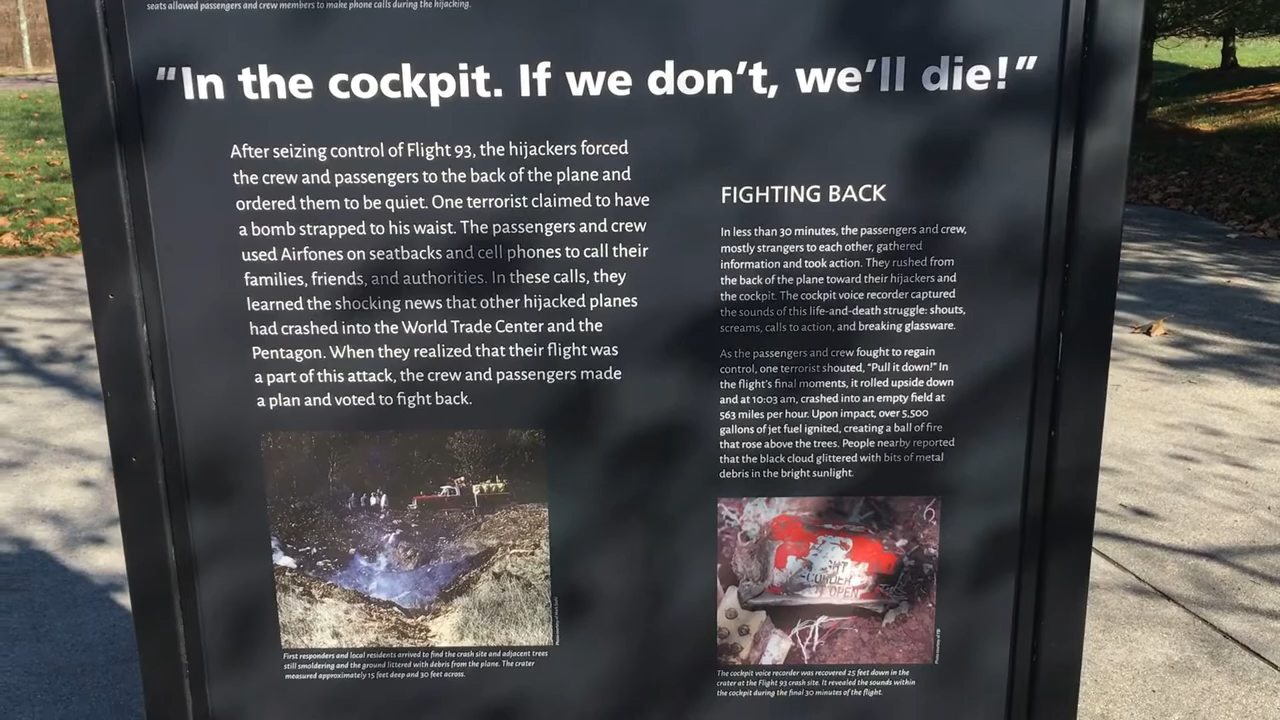 seats allowed passengers and crew members to make phone calls during the hijacking.
“In the cockpit. If we don’t, we’ll die!”
After seizing control of Flight 93, the hijackers forced
the crew and passengers to the back of the plane and
ordered them to be quiet. One terrorist claimed to have
a bomb strapped to his waist. The passengers and crew
used Airfones on seatbacks and cell phones to call their
families, friends, and authorities. In these calls, they
learned the shocking news that other hijacked planes
had crashed into the World Trade Center and the
Pentagon. When they realized that their flight was
a part of this attack, the crew and passengers made
a plan and voted to fight back.
First responders and local residents arrived to find the crash site and adjacent trees
still smoldering and the ground littered with debris from the plane. The crater
measured approximately 15 feet deep and 30 feet across.
FIGHTING BACK
In less than 30 minutes, the passengers and crew,
mostly strangers to each other, gathered
information and took action. They rushed from
the back of the plane toward their hijackers and
the cockpit. The cockpit voice recorder captured
the sounds of this life-and-death struggle: shouts,
screams, calls to action, and breaking glassware.
As the passengers and crew fought to regain
control, one terrorist shouted, “Pull it down!” In
the flight’s final moments, it rolled upside down
and at 10:03 am, crashed into an empty field at
563 miles per hour. Upon impact, over 5,500
gallons of jet fuel ignited, creating a ball of fire
that rose above the trees. People nearby reported
that the black cloud glittered with bits of metal
debris in the bright sunlight.
OPEN
The cockpit voice recorder was recovered 25 feet down in the
crater at the Flight 93 crash site. It revealed the sounds within
the cockpit during the final 30 minutes of the flight.